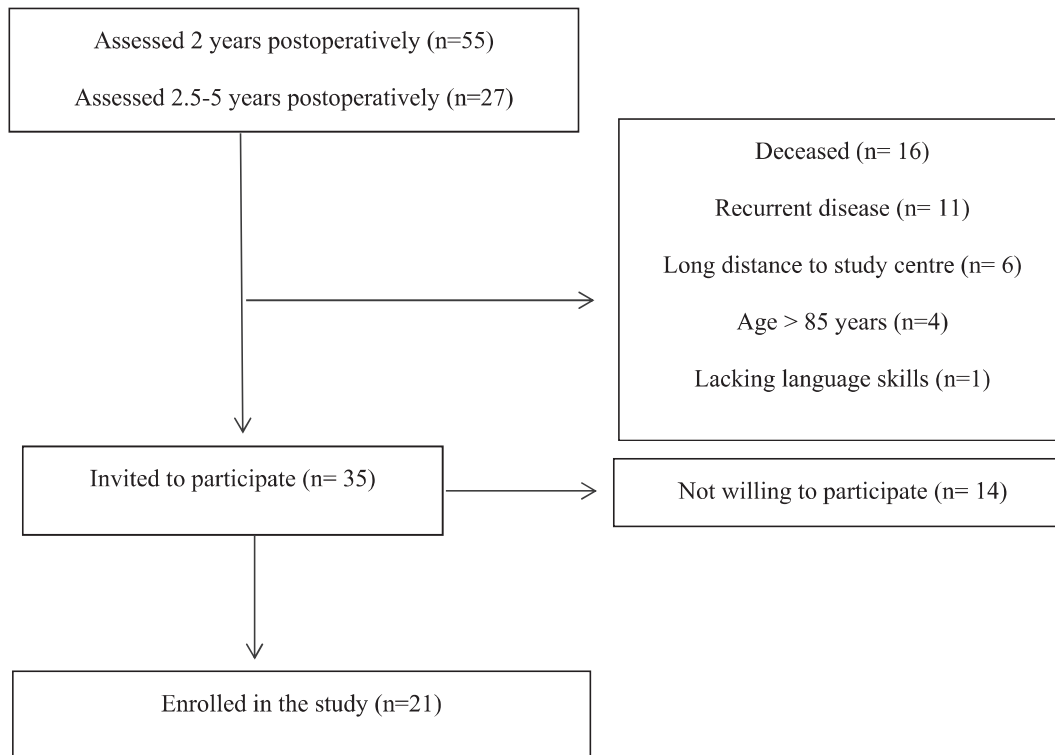 Assessed 2 years postoperatively (n=55)
Assessed 2.5-5 years postoperatively (n=27)
Deceased (n= 16)
Recurrent disease (n= 11)
Long distance to study centre (n= 6)
Age > 85 years (n=4)
Lacking language skills (n=1)
Invited to participate (n= 35)
Not willing to participate (n= 14)
Enrolled in the study (n=21)